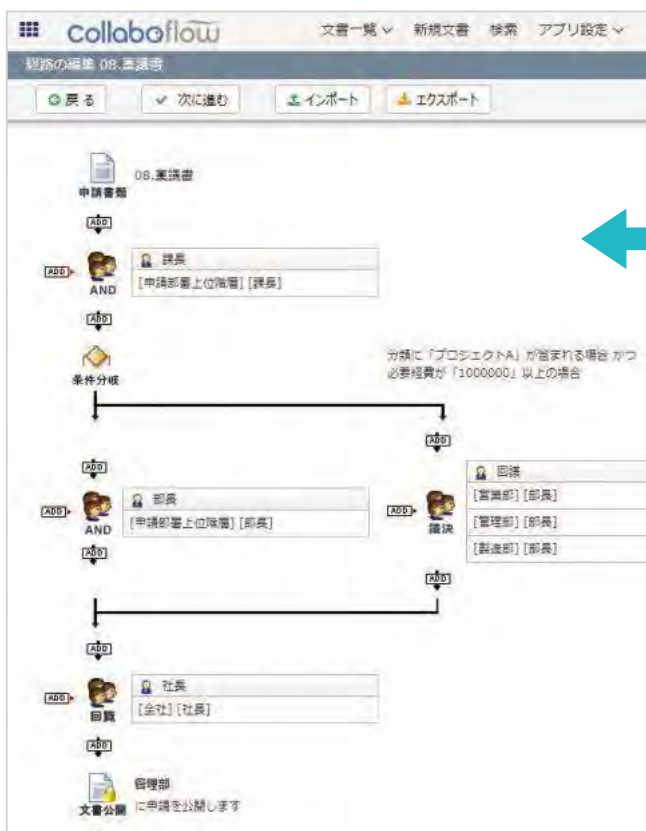 collaboflow 文書一覧 新規文書 検索 アプリ設定
経路の編集 08.稟議書
戻る 次に進む インポート エクスポート
08.稟議書
申請書類
ADD
課長
ADD
[申請部署上位階層] [課長]
AND
ADD
分類に「プロジェクトA」が含まれる場合 かつ
必要経費が「1000000」以上の場合
条件分岐
ADD
ADD
回議
部長
[営業部] [部長]
ADD
[申請部署上位階層] [部長]
ADD
[管理部] [部長]
AND
議決
[製造部] [部長]
ADD
ADD
ADD
社長
ADD
[会社] [社長]
回覧
ADD
管理部
文書公開 に申請を公開します